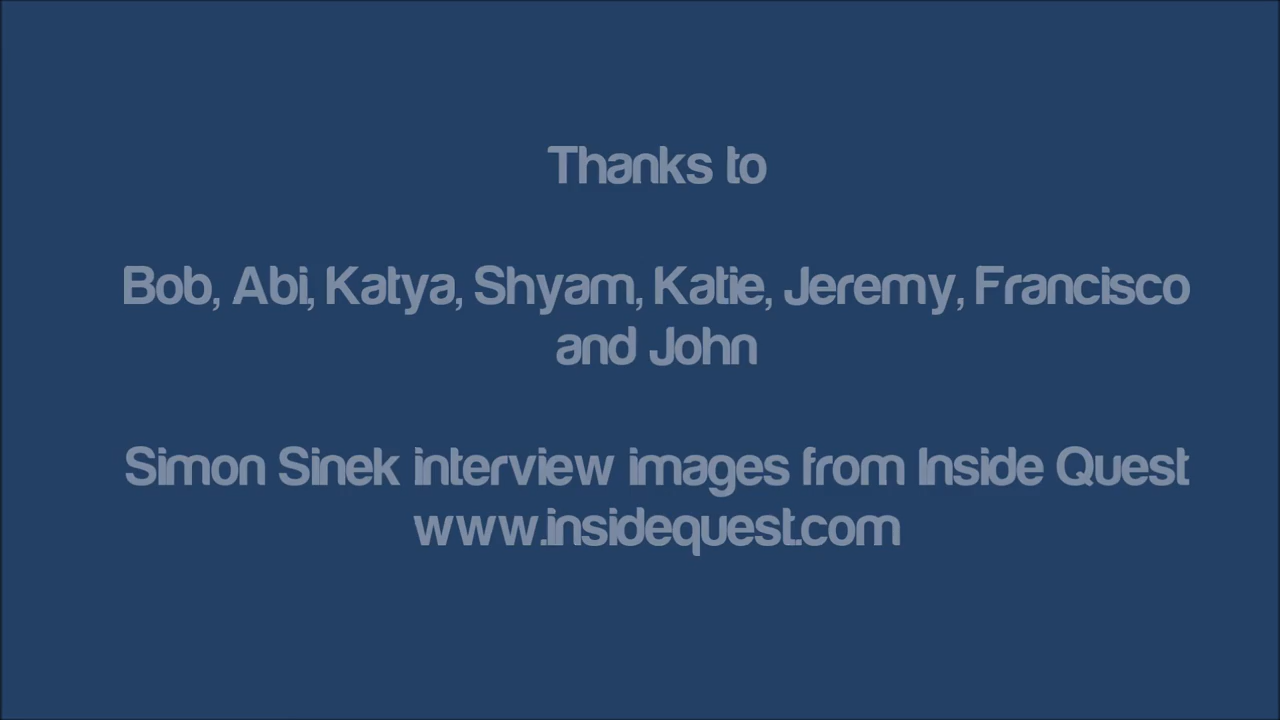 Thanks to
Bob, Abi, Katya, Shyam, Katie, Jeremy, Francisco
and John
Simon Sinek interview images from Inside Quest
www.insidequest.com